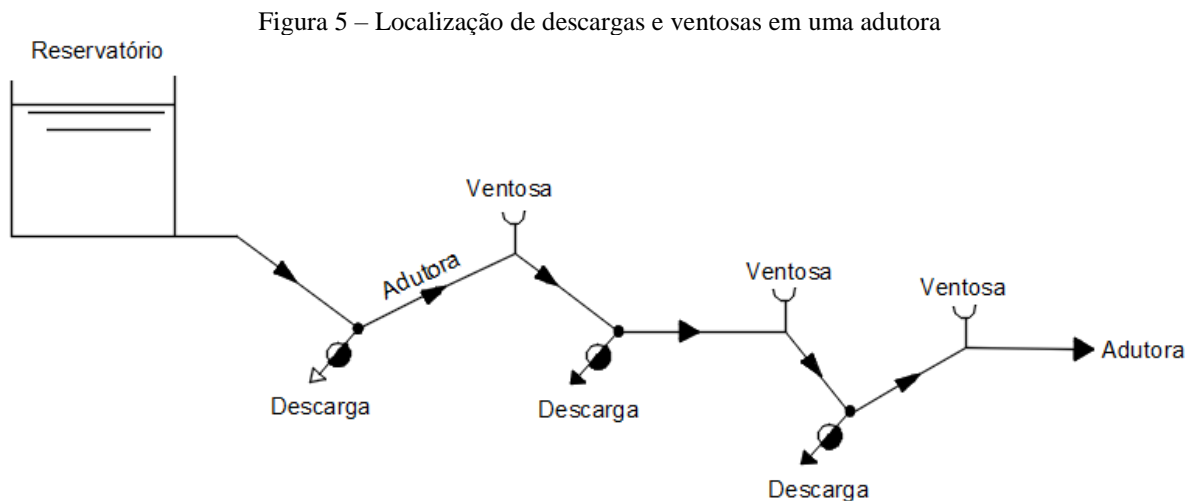 Figura 5 – Localização de descargas e ventosas em uma adutora
Reservatório
Ventosa
Adutora
Ventosa
Ventosa
Adutora
Descarga
Descarga
Descarga